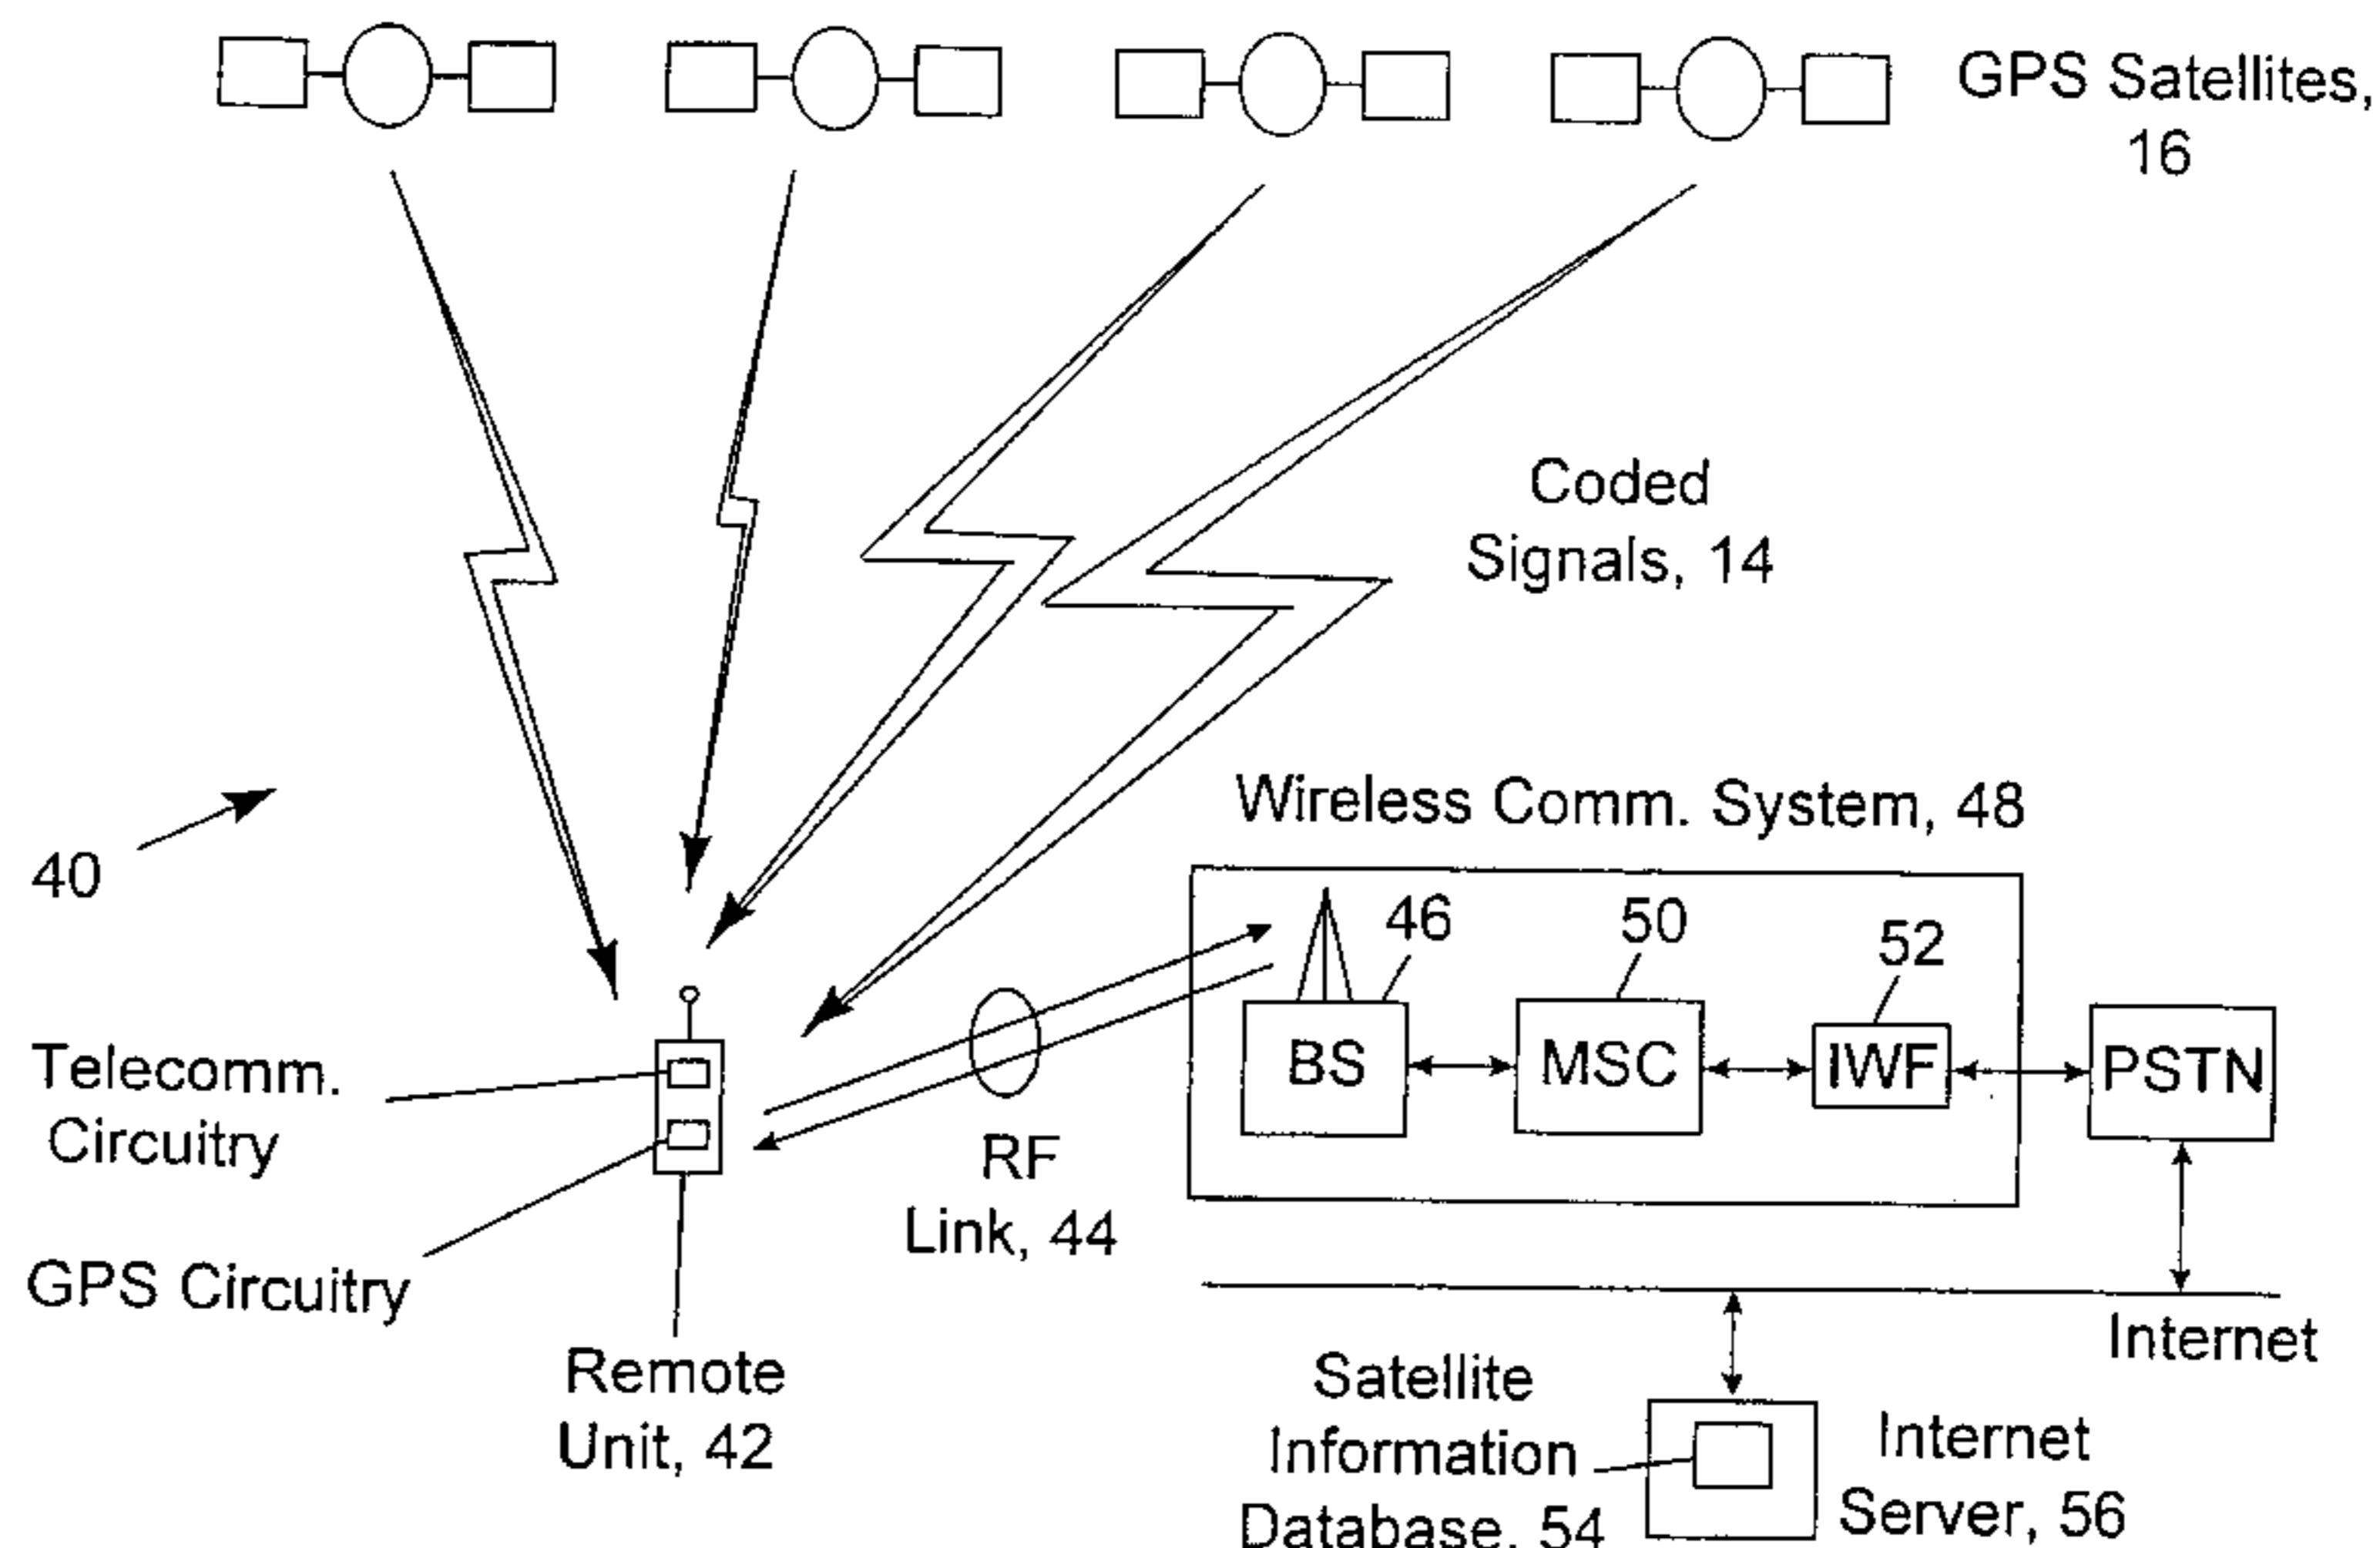 GPS Satellites,
16
Coded
Signals, 14
Wireless Comm. System, 48
40
46
50
52
BS
MSC
IWF
PSTN
Telecomm.
Circuitry
RF
Link, 44
GPS Circuitry
Internet
Remote
Unit, 42
Satellite
Information
Database, 54
Internet
Server, 56